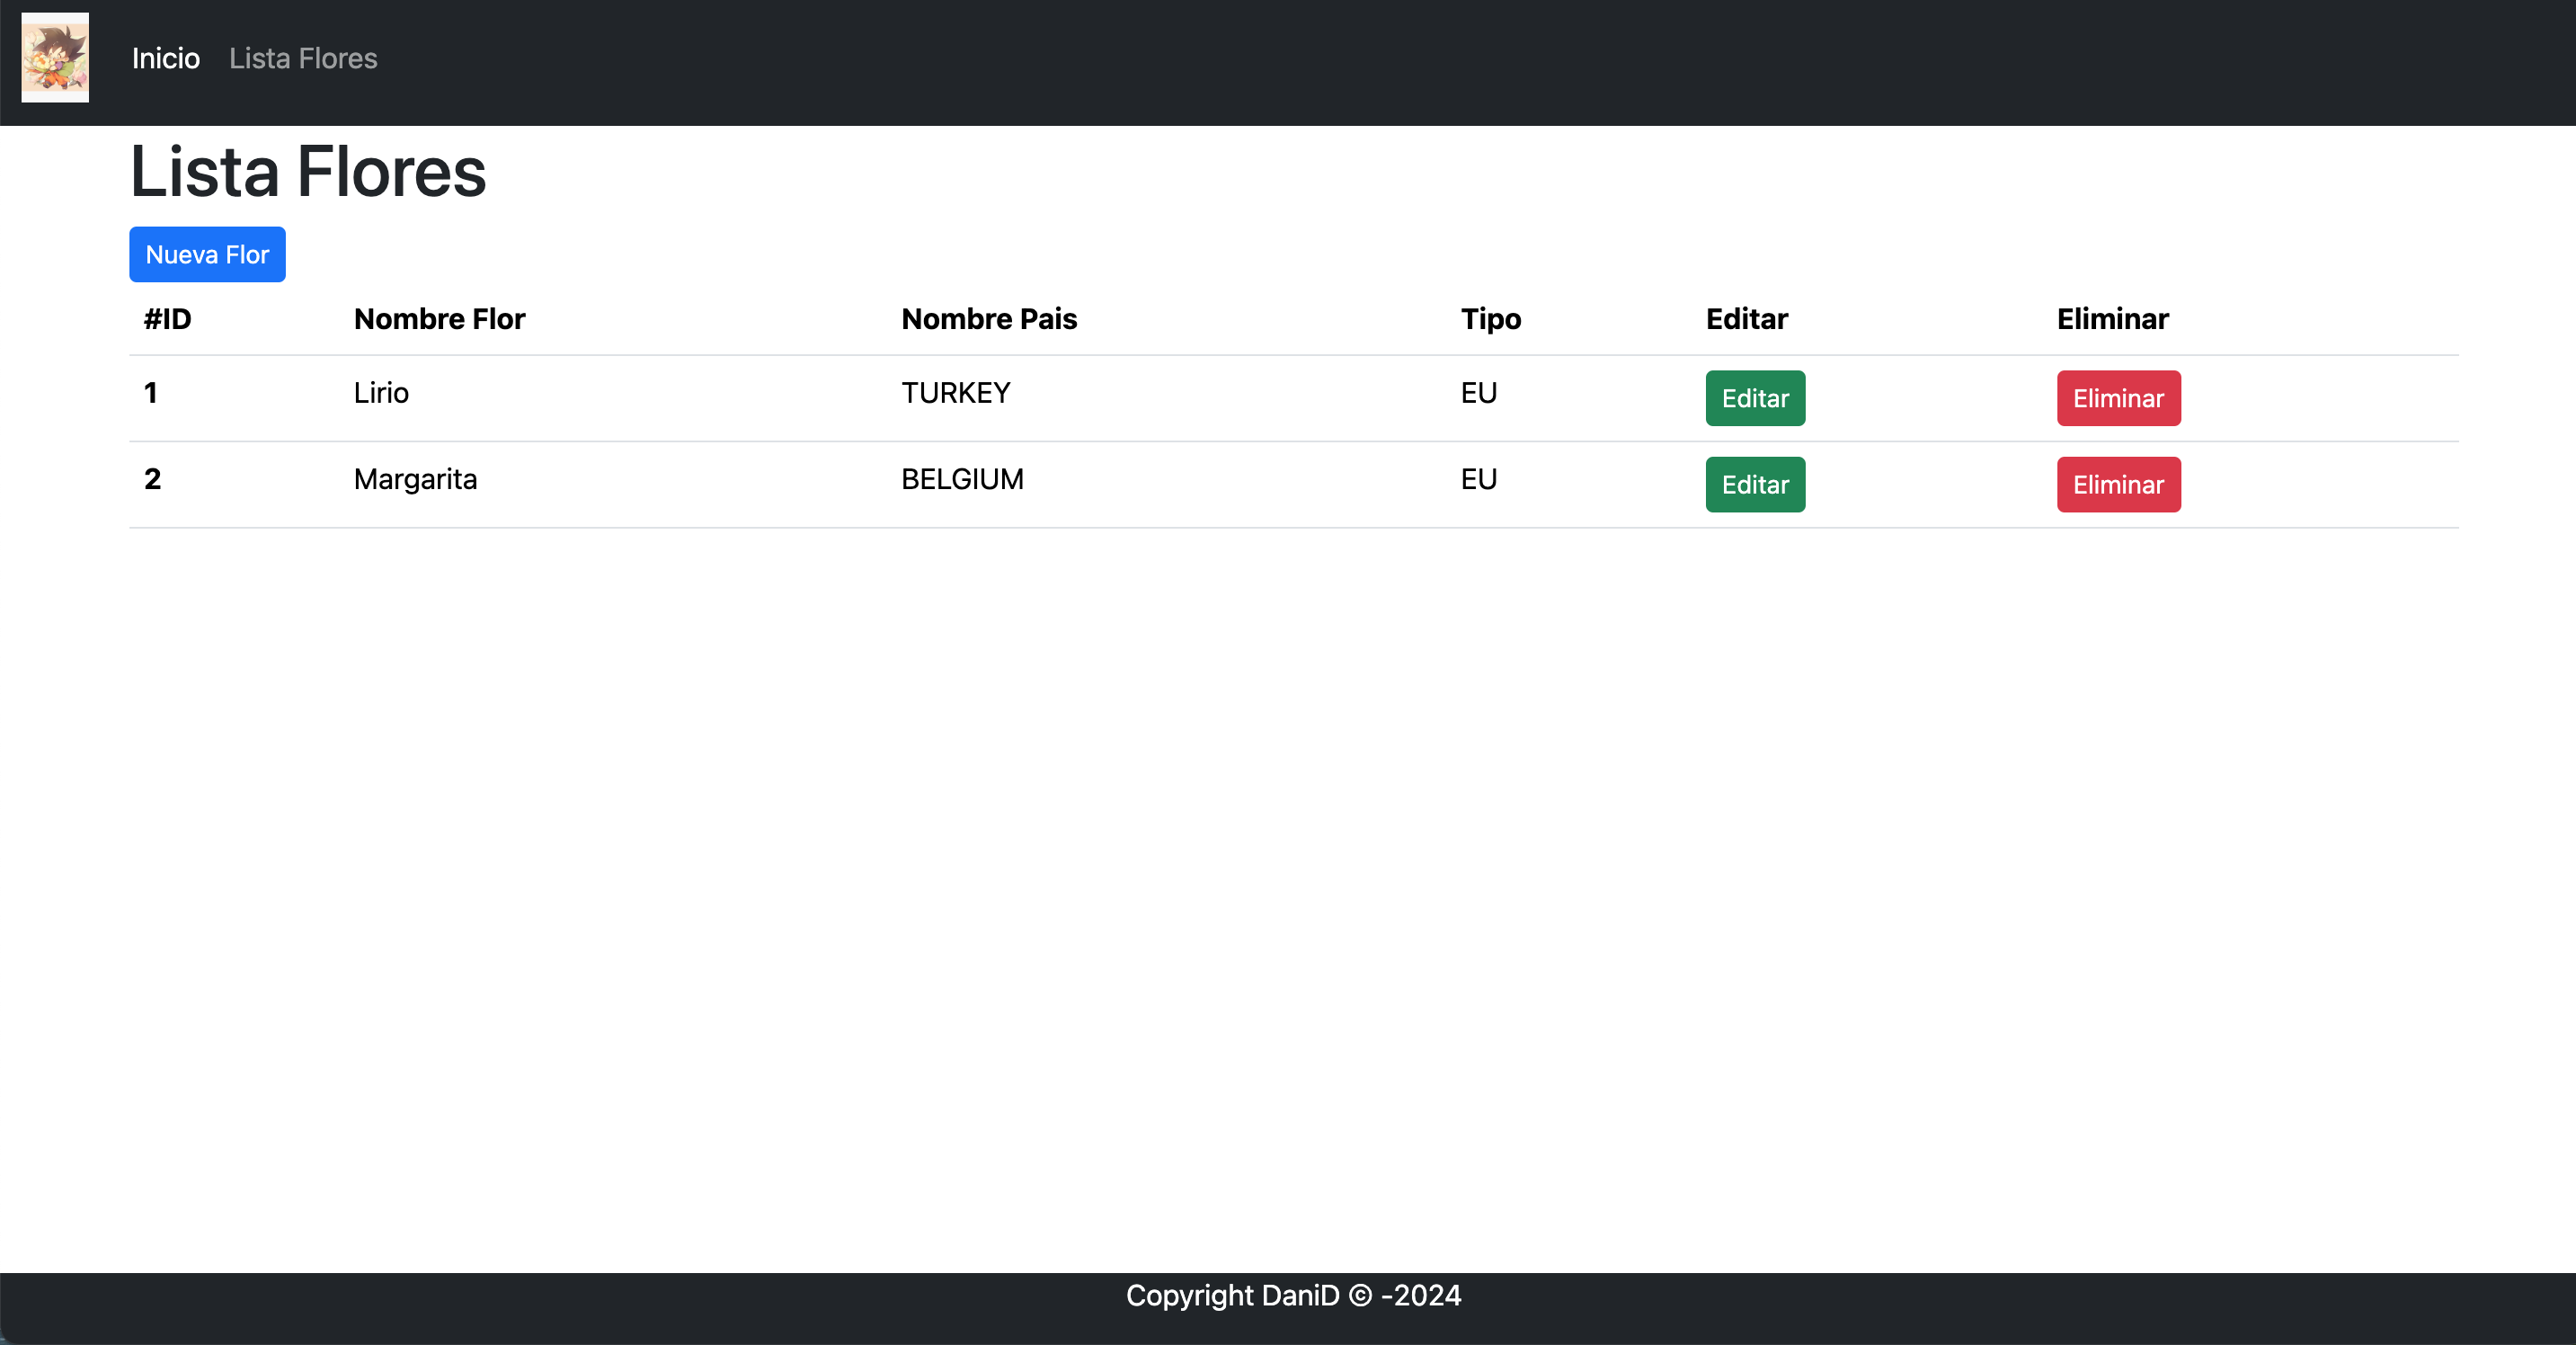 Inicio Lista Flores
Lista Flores
Nueva Flor
#ID Nombre Flor Nombre Pais Tipo Editar Eliminar
1 Lirio TURKEY EU Editar Eliminar
2 Margarita BELGIUM EU Editar Eliminar
Copyright DaniD © -2024